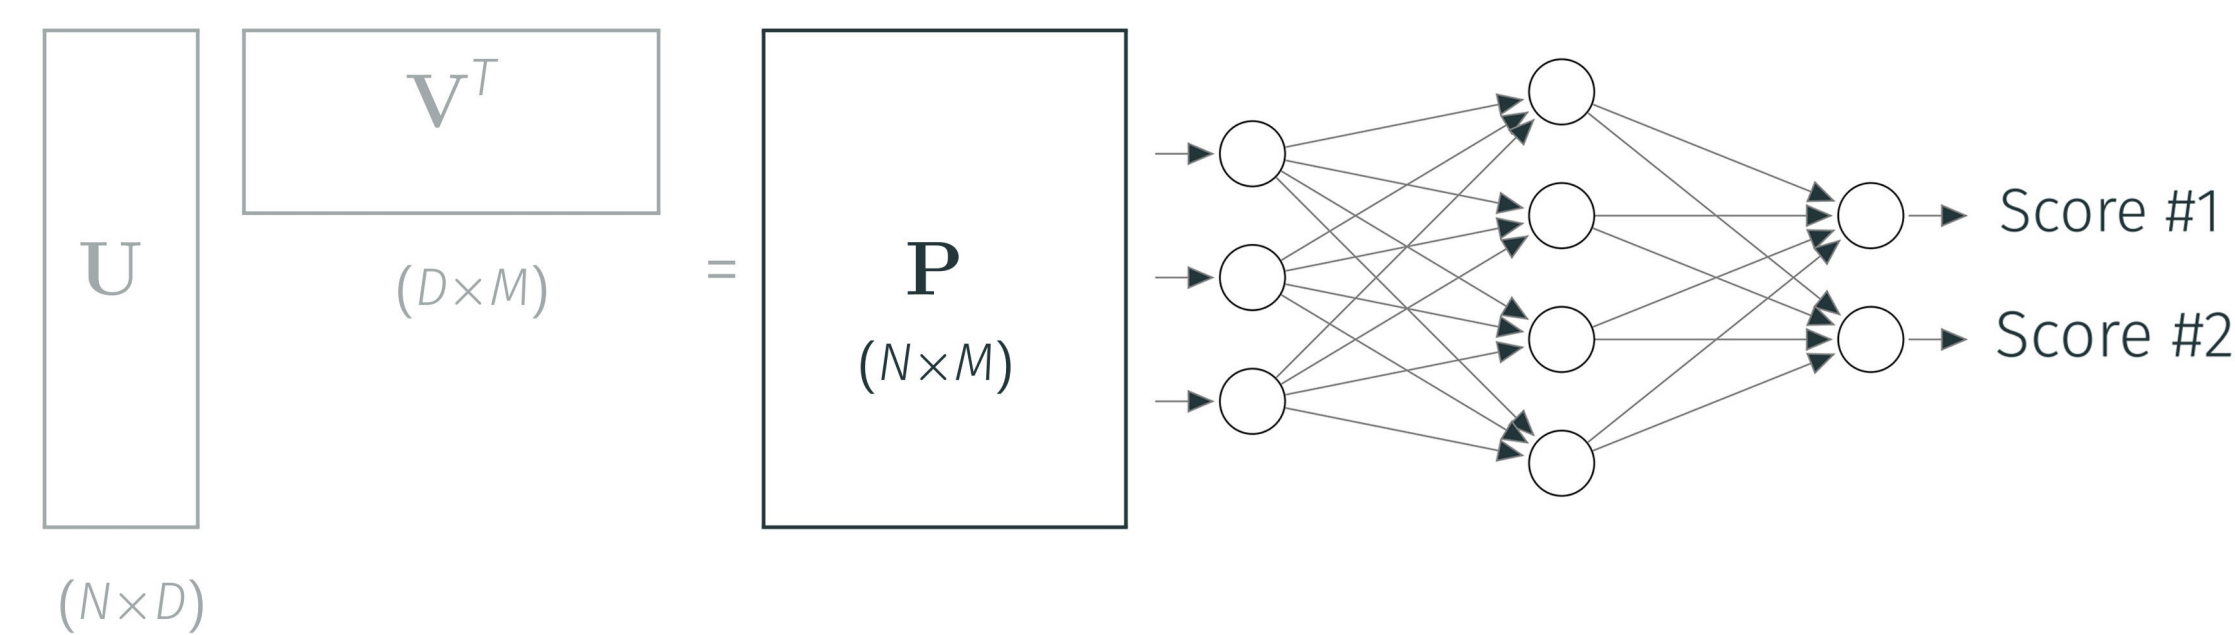 U
(N×D)
V^T
(D×M)
=
P
(N×M)
Score #1
Score #2